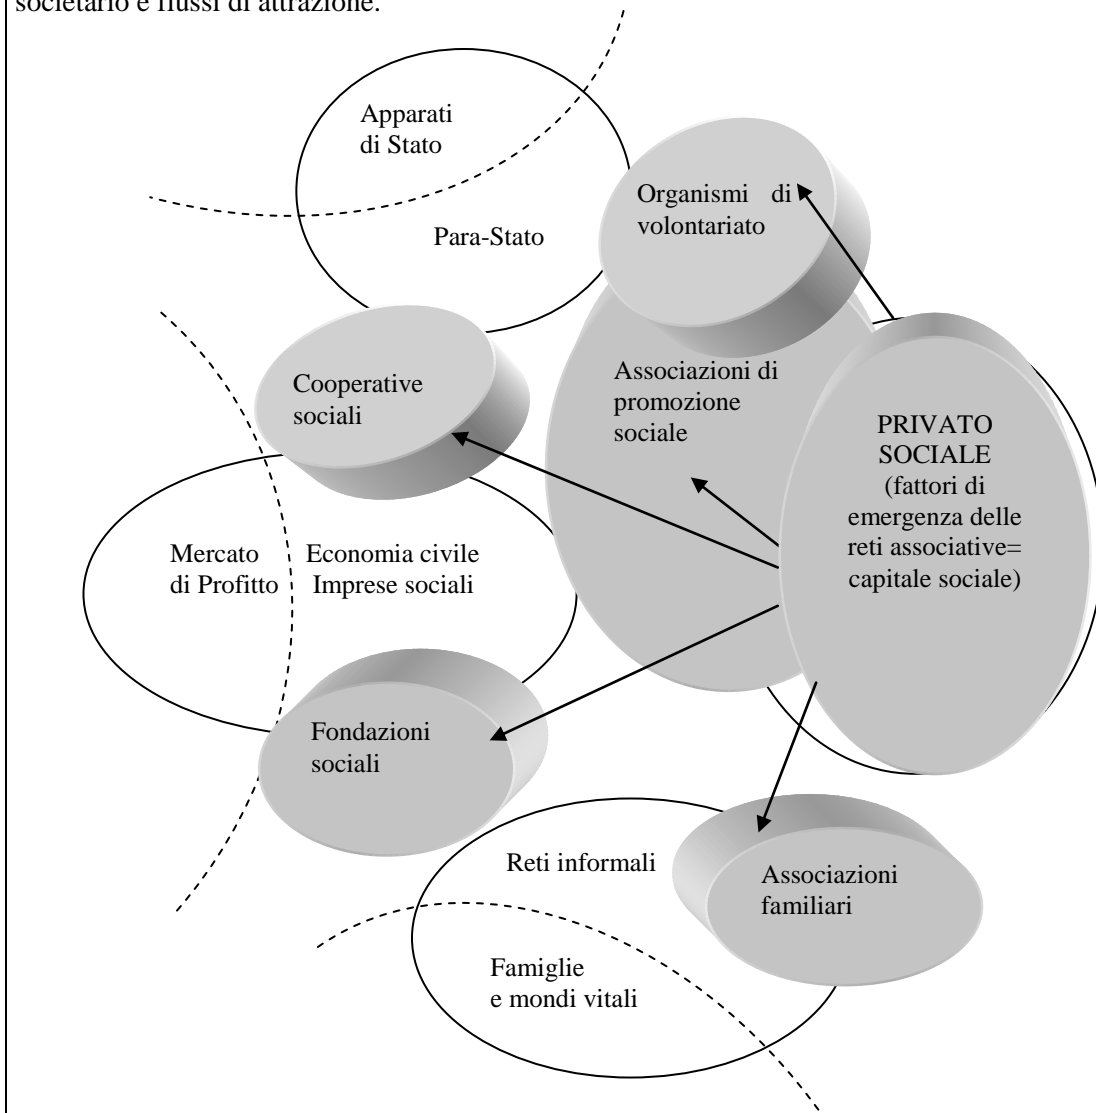 societario e flussi di attrazione.
Apparati
di Stato
Para-Stato
Organismi di
volontariato
Cooperative
sociali
Associazioni di
promozione
sociale
PRIVATO
SOCIALE
(fattori di
emergenza delle
reti associative=
capitale sociale)
Mercato
di Profitto
Economia civile
Imprese sociali
Fondazioni
sociali
Reti informali
Associazioni
familiari
Famiglie
e mondi vitali